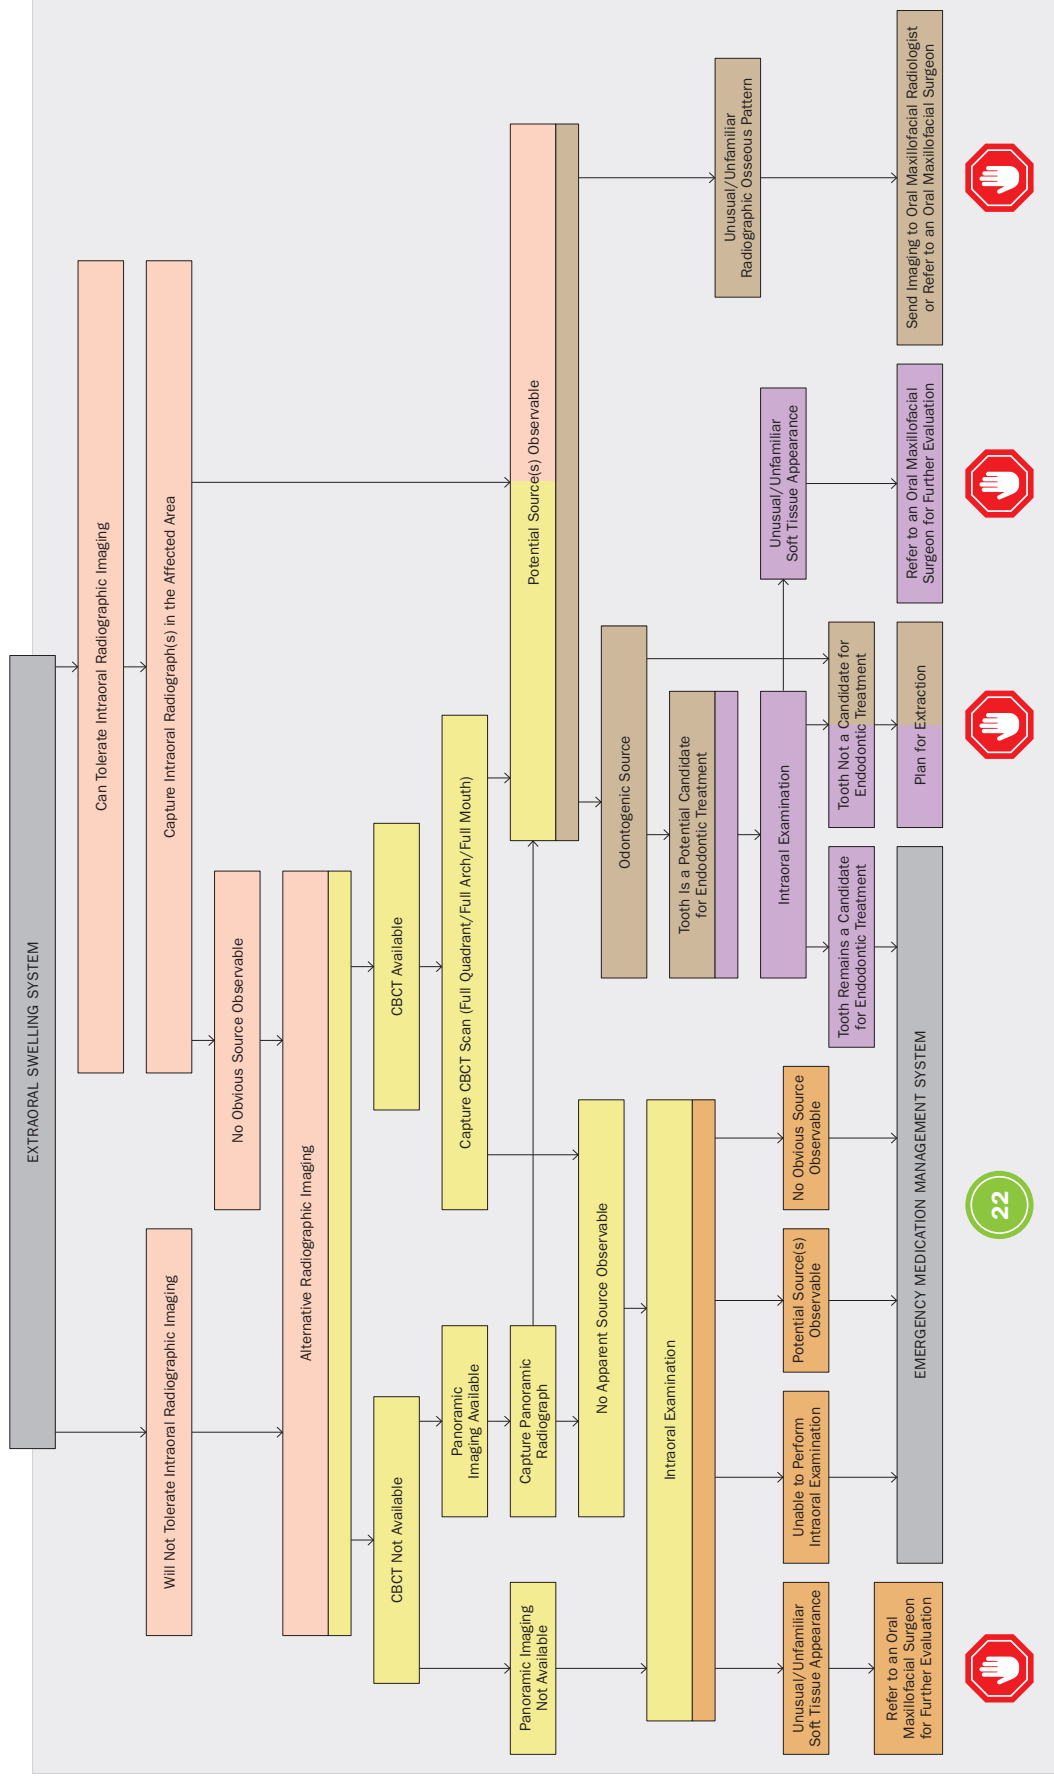 EXTRAORAL SWELLING SYSTEM
Can Tolerate Intraoral Radiographic Imaging
Will Not Tolerate Intraoral Radiographic Imaging
Capture Intraoral Radiograph(s) in the Affected Area
No Obvious Source Observable
Alternative Radiographic Imaging
CBCT Not Available
CBCT Available
Panoramic
Imaging Available
Capture CBCT Scan (Full Quadrant/Full Arch/Full Mouth)
Panoramic Imaging
Not Available
Capture Panoramic
Radiograph
Potential Source(s) Observable
No Apparent Source Observable
Odontogenic Source
Intraoral Examination
Tooth Is a Potential Candidate
for Endodontic Treatment
Unusual/Unfamiliar
Radiographic Osseous Pattern
Intraoral Examination
Unusual/Unfamiliar
Soft Tissue Appearance
Unusual/Unfamiliar
Soft Tissue Appearance
Unable to Perform
Intraoral Examination
Potential Source(s)
Observable
No Obvious Source
Observable
Tooth Remains a Candidate
for Endodontic Treatment
Tooth Not a Candidate for
Endodontic Treatment
Refer to an Oral
Maxillofacial Surgeon
for Further Evaluation
EMERGENCY MEDICATION MANAGEMENT SYSTEM
Plan for Extraction
Refer to an Oral Maxillofacial
Surgeon for Further Evaluation
Send Imaging to Oral Maxillofacial Radiologist
or Refer to an Oral Maxillofacial Surgeon
22